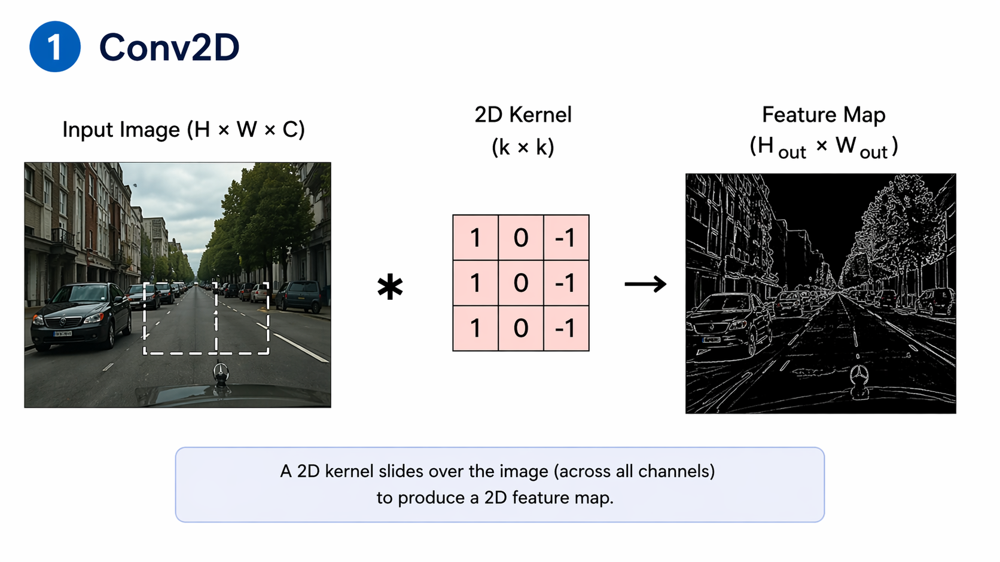 1 Conv2D
Input Image (H × W × C)
2D Kernel
(k × k)
Feature Map
(H out × W out)
1 0 -1
1 0 -1
1 0 -1
*
→
A 2D kernel slides over the image (across all channels)
to produce a 2D feature map.